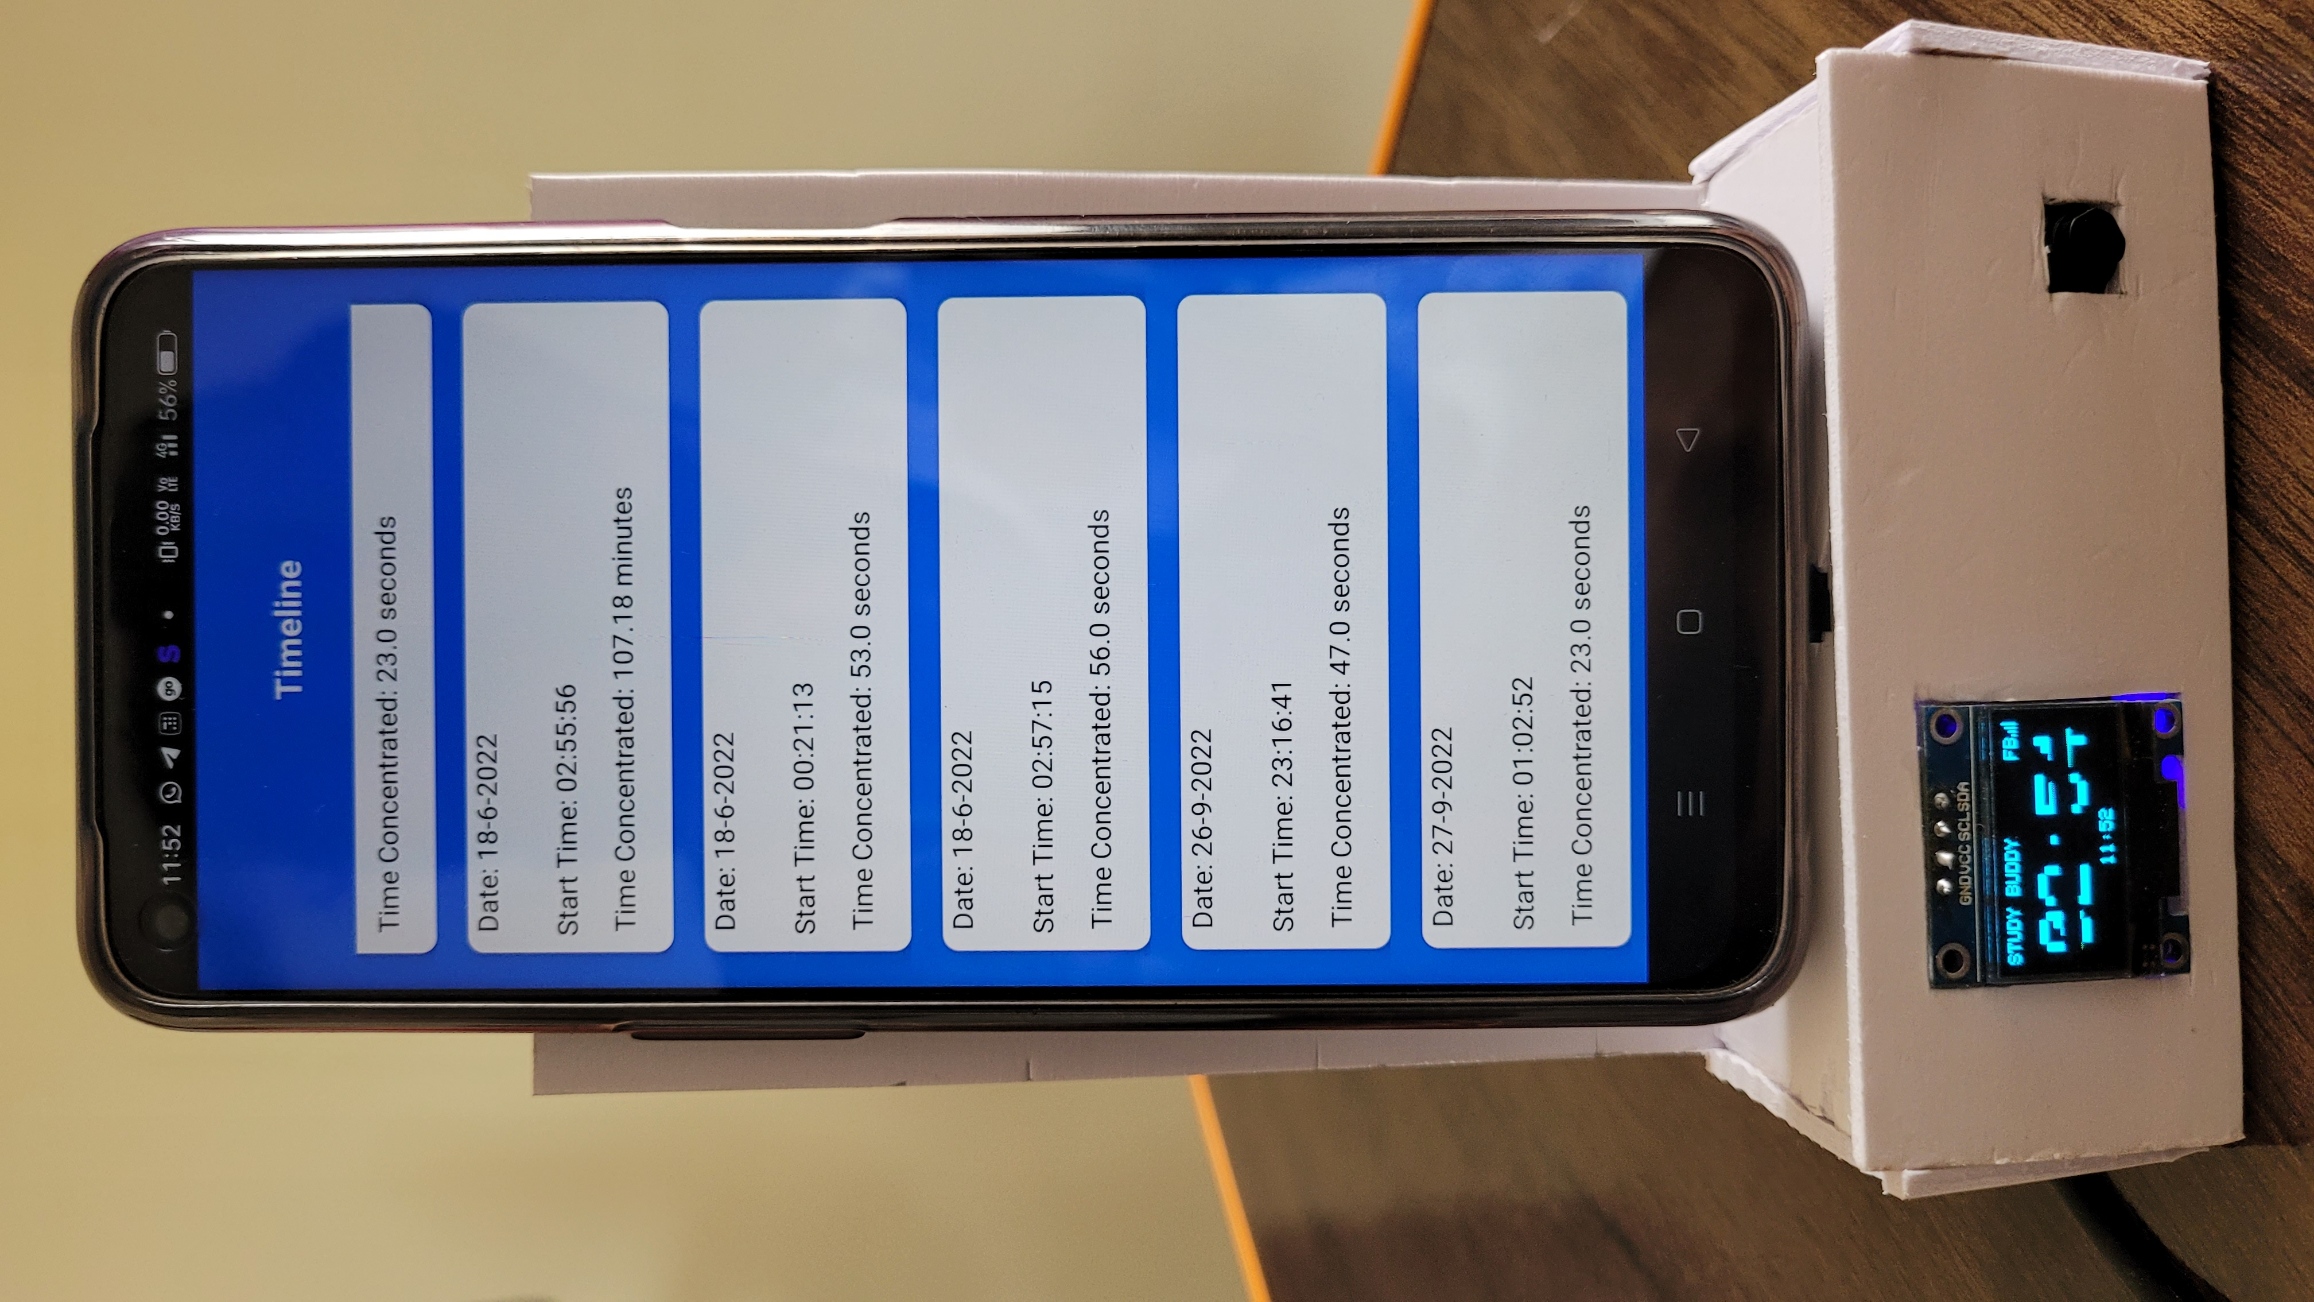 11:52 go S 0.00 KB/S Vo LTE 4G 56%
Timeline
Time Concentrated: 23.0 seconds
Date: 18-6-2022
Start Time: 02:55:56
Time Concentrated: 107.18 minutes
Date: 18-6-2022
Start Time: 00:21:13
Time Concentrated: 53.0 seconds
Date: 18-6-2022
Start Time: 02:57:15
Time Concentrated: 56.0 seconds
Date: 26-9-2022
Start Time: 23:16:41
Time Concentrated: 47.0 seconds
Date: 27-9-2022
Start Time: 01:02:52
Time Concentrated: 23.0 seconds
GND VCC SCL SDA
STUDY BUDDY FB
11:52